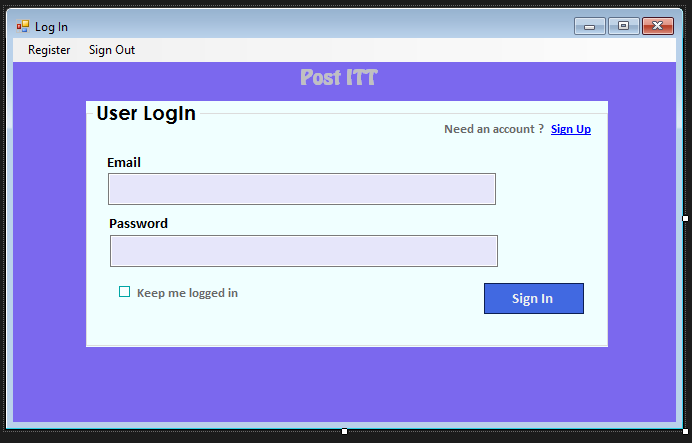 Log In
Register Sign Out
Post ITT
User LogIn
Need an account ? Sign Up
Email
Password
Keep me logged in
Sign In